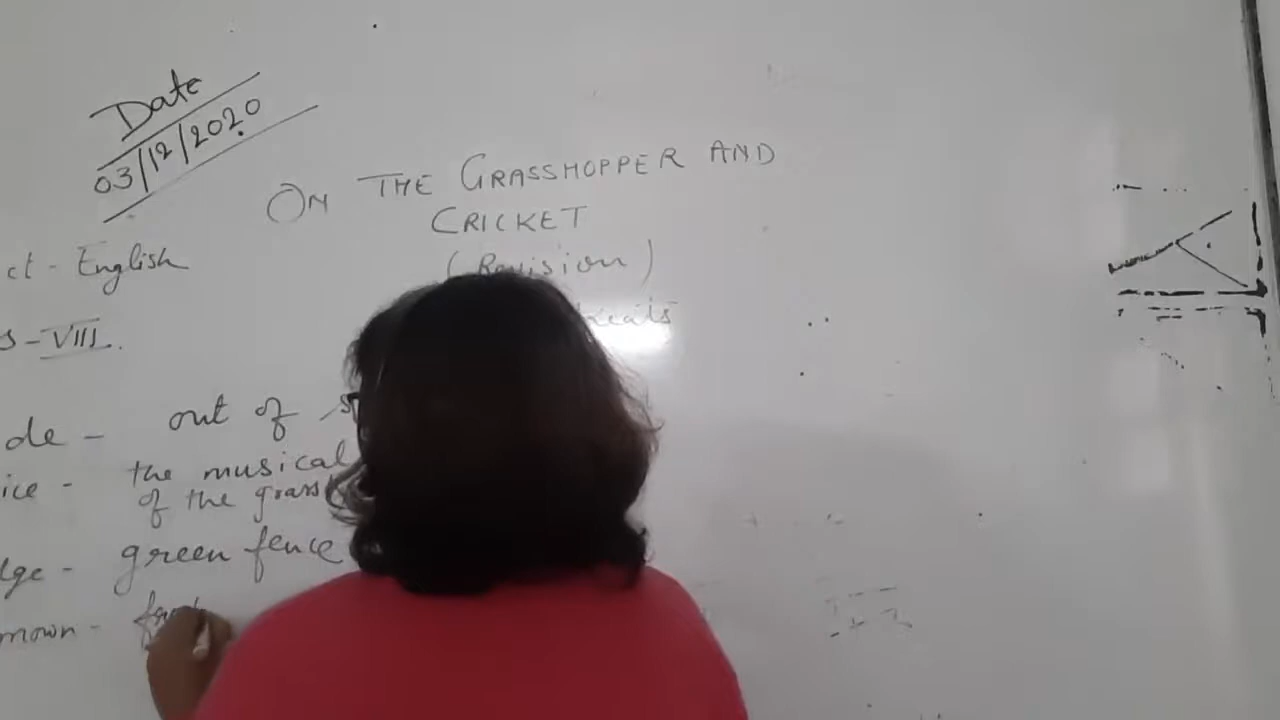 Date
03/12/2020
ON THE GRASSHOPPER AND
CRICKET
(Revision)
Keats
ct - English
s - VIII.
de - out of s
ice - the musical
of the grass
lge - green fence
mown -